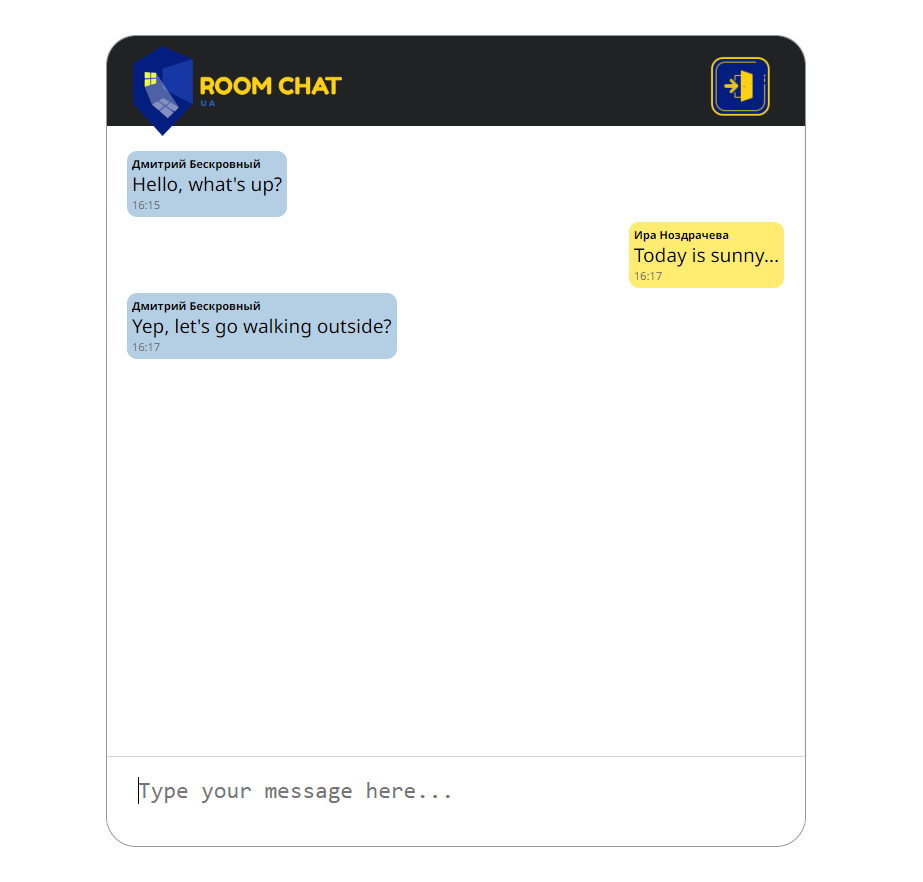 ROOM CHAT
UA
Дмитрий Бескровный
Hello, what's up?
16:15
Ира Ноздрачева
Today is sunny...
16:17
Дмитрий Бескровный
Yep, let's go walking outside?
16:17
Type your message here...